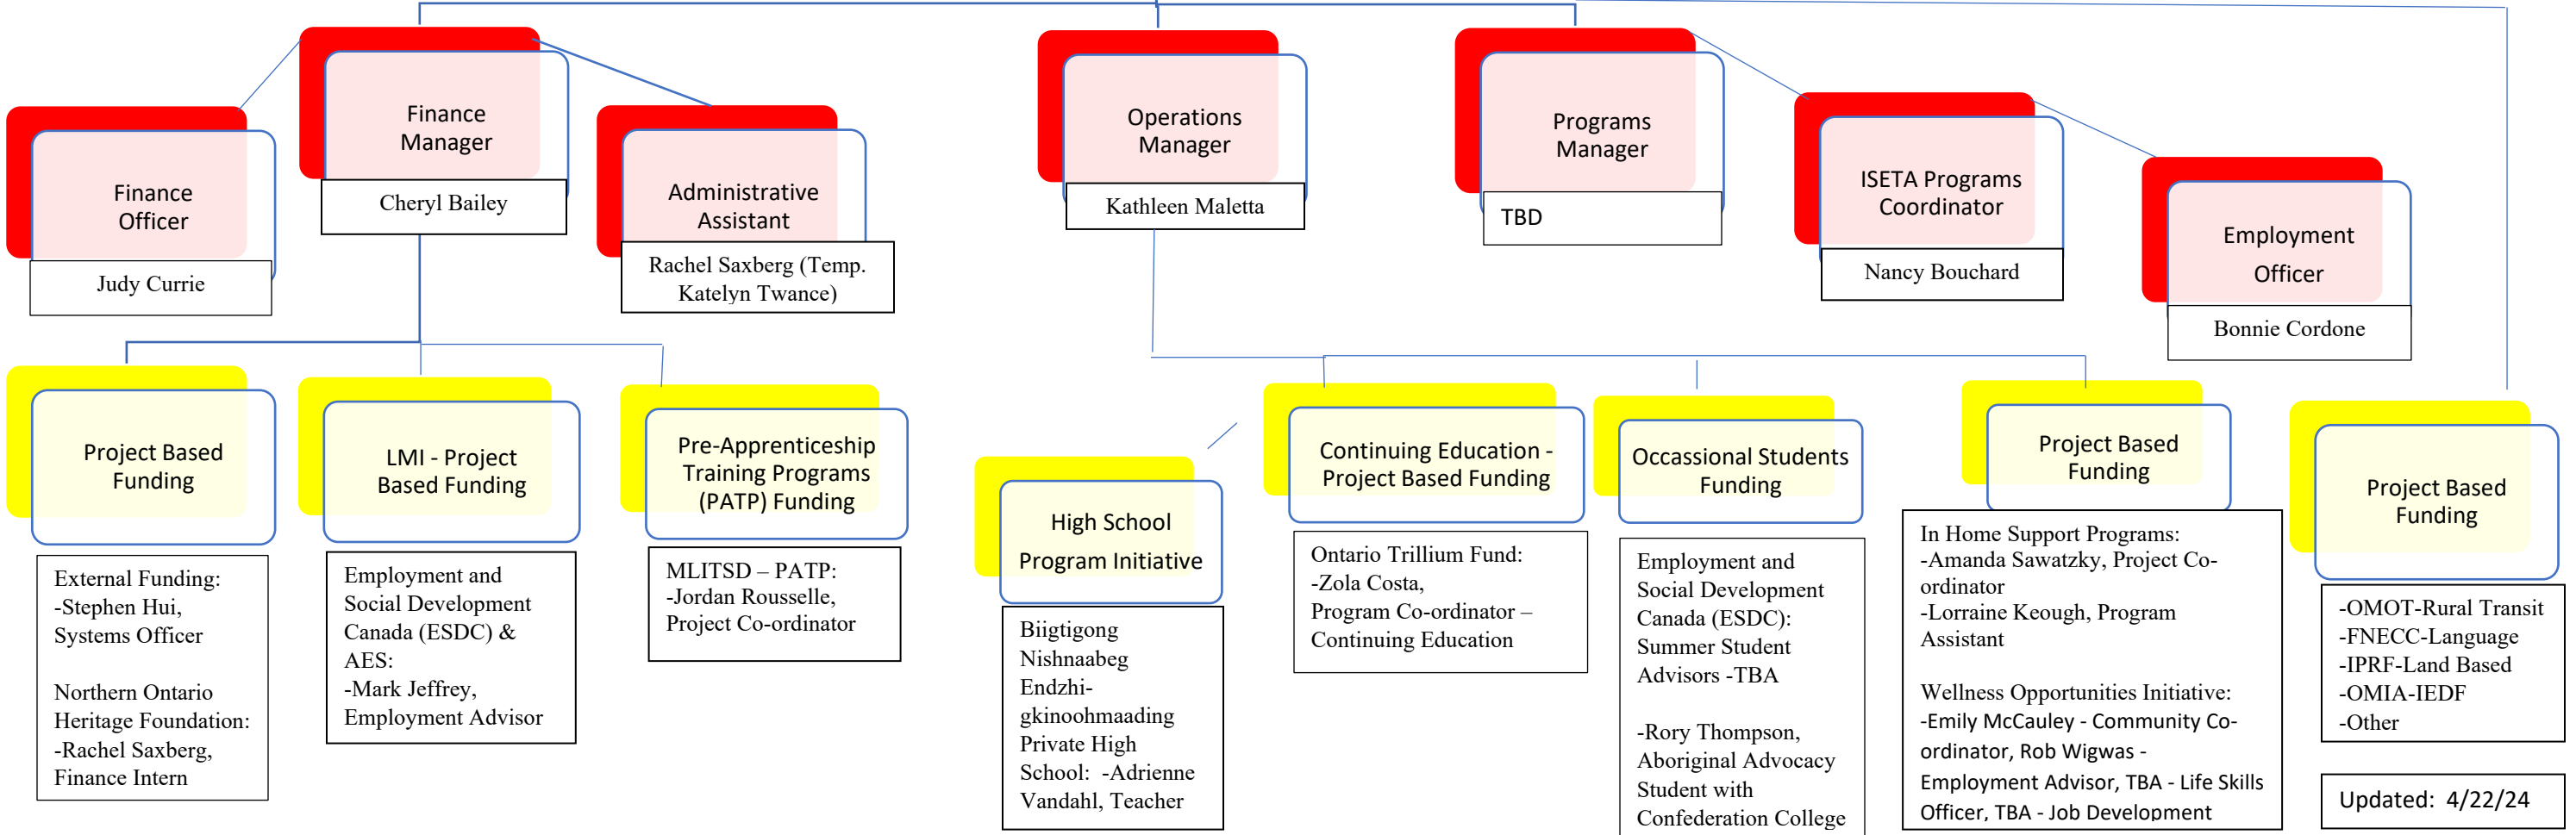 Finance
Manager
Cheryl Bailey
Finance
Officer
Judy Currie
Administrative
Assistant
Rachel Saxberg (Temp.
Katelyn Twance)
Operations
Manager
Kathleen Maletta
Programs
Manager
TBD
ISETA Programs
Coordinator
Nancy Bouchard
Employment
Officer
Bonnie Cordone
Project Based
Funding
External Funding:
-Stephen Hui,
Systems Officer
Northern Ontario
Heritage Foundation:
-Rachel Saxberg,
Finance Intern
LMI - Project
Based Funding
Employment and
Social Development
Canada (ESDC) &
AES:
-Mark Jeffrey,
Employment Advisor
Pre-Apprenticeship
Training Programs
(PATP) Funding
MLITSD – PATP:
-Jordan Rousselle,
Project Co-ordinator
High School
Program Initiative
Biigtigong
Nishnaabeg
Endzhi-
gkinoohmaading
Private High
School: -Adrienne
Vandahl, Teacher
Continuing Education -
Project Based Funding
Ontario Trillium Fund:
-Zola Costa,
Program Co-ordinator –
Continuing Education
Occassional Students
Funding
Employment and
Social Development
Canada (ESDC):
Summer Student
Advisors -TBA
-Rory Thompson,
Aboriginal Advocacy
Student with
Confederation College
Project Based
Funding
In Home Support Programs:
-Amanda Sawatzky, Project Co-
ordinator
-Lorraine Keough, Program
Assistant
Wellness Opportunities Initiative:
-Emily McCauley - Community Co-
ordinator, Rob Wigwas -
Employment Advisor, TBA - Life Skills
Officer, TBA - Job Development
Project Based
Funding
-OMOT-Rural Transit
-FNECC-Language
-IPRF-Land Based
-OMIA-IEDF
-Other
Updated: 4/22/24